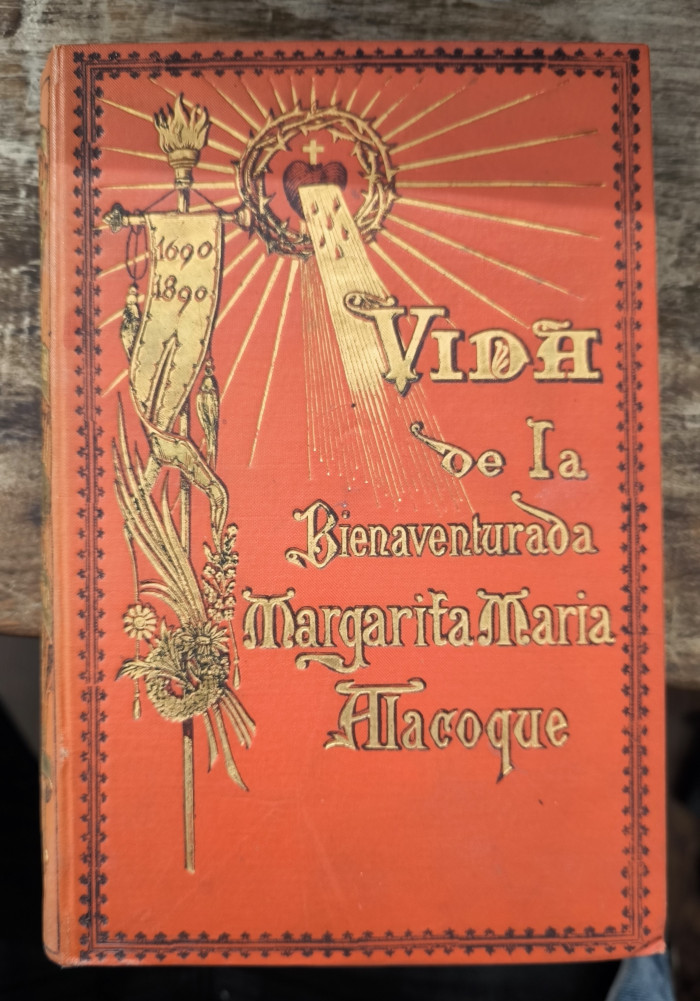 1690
1890
Vida
de la
Bienaventurada
Margarita Maria
Alacoque